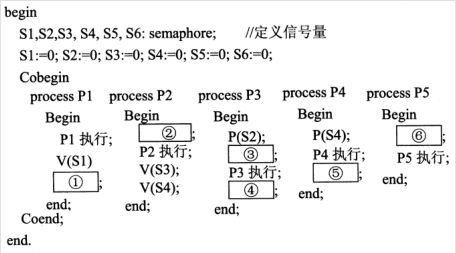 begin
S1,S2,S3, S4, S5, S6: semaphore; //定义信号量
S1:=0; S2:=0; S3:=0; S4:=0; S5:=0; S6:=0;
Cobegin
process P1 process P2 process P3 process P4 process P5
Begin Begin Begin Begin Begin
P1 执行; ②; P(S2); P(S4); ⑥;
V(S1) P2 执行; ③; P4 执行; P5 执行;
①; V(S3); P3 执行; ⑤; end;
V(S4); ④; end;
end; end; end;
Coend;
end.